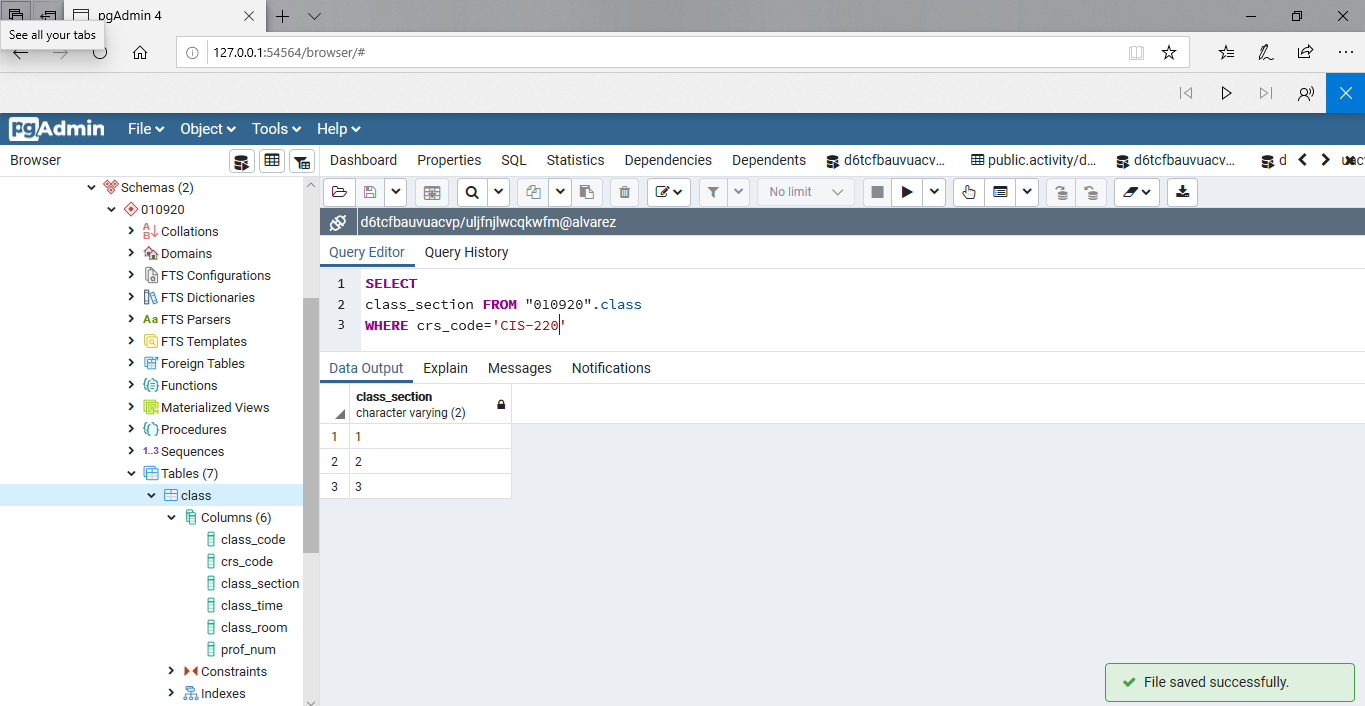 pgAdmin 4
See all your tabs
127.0.0.1:54564/browser/#
pgAdmin File Object Tools Help
Browser
Dashboard Properties SQL Statistics Dependencies Dependents d6tcfbauvuacv... public.activity/d... d6tcfbauvuacv... d
No limit
d6tcfbauvuacvp/uljfnjlwcqkwfm@alvarez
Query Editor Query History
1 SELECT
2 class_section FROM "010920".class
3 WHERE crs_code='CIS-220'
Data Output Explain Messages Notifications
class_section
character varying (2)
1 1
2 2
3 3
Schemas (2)
010920
Collations
Domains
FTS Configurations
FTS Dictionaries
FTS Parsers
FTS Templates
Foreign Tables
Functions
Materialized Views
Procedures
1..3 Sequences
Tables (7)
class
Columns (6)
class_code
crs_code
class_section
class_time
class_room
prof_num
Constraints
Indexes
File saved successfully.